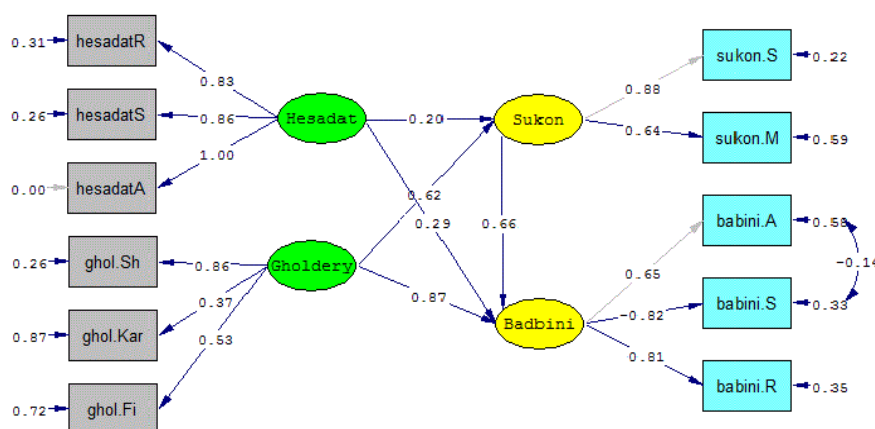 0.31
hesadatR
0.83
0.26
hesadatS
0.86
0.00
hesadatA
1.00
0.26
ghol.Sh
0.86
0.87
ghol.Kar
0.37
0.72
ghol.Fi
0.53
Hesadat
Gholdery
0.20
0.62
0.29
0.87
0.66
Sukon
Badbini
0.88
0.64
0.65
-0.82
0.81
sukon.S
0.22
sukon.M
0.59
babini.A
0.58
-0.14
babini.S
0.33
babini.R
0.35